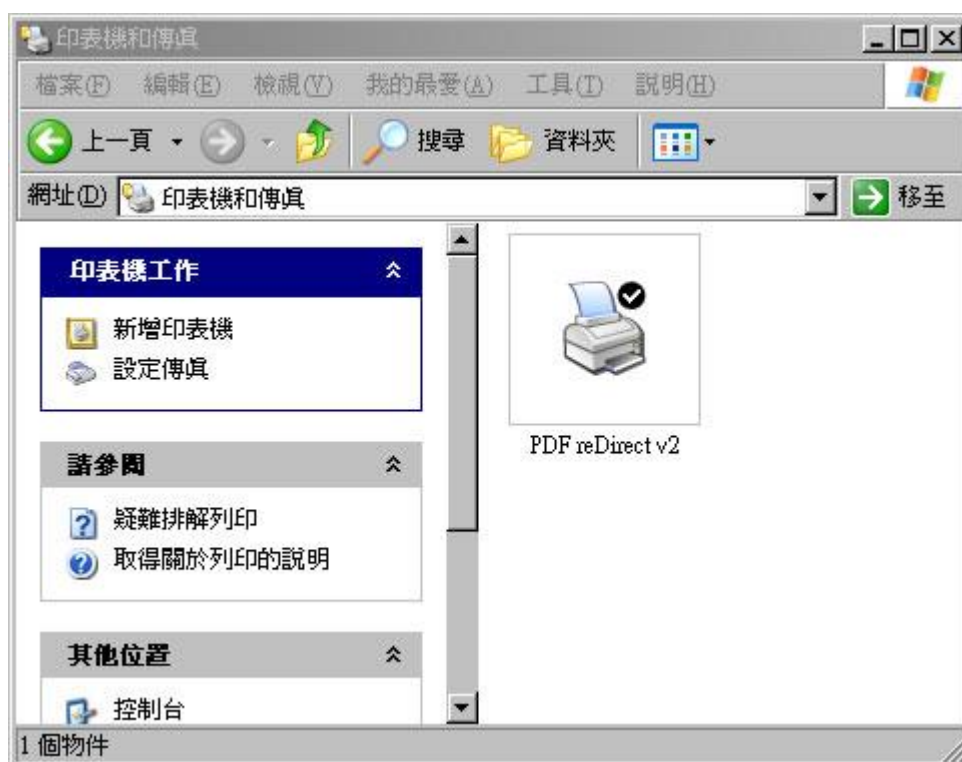 印表機和傳真
檔案(F) 編輯(E) 檢視(V) 我的最愛(A) 工具(T) 說明(H)
上一頁 搜尋 資料夾
網址(D) 印表機和傳真 移至
印表機工作
新增印表機
設定傳真
請參閱
疑難排解列印
取得關於列印的說明
其他位置
控制台
PDF reDirect v2
1 個物件